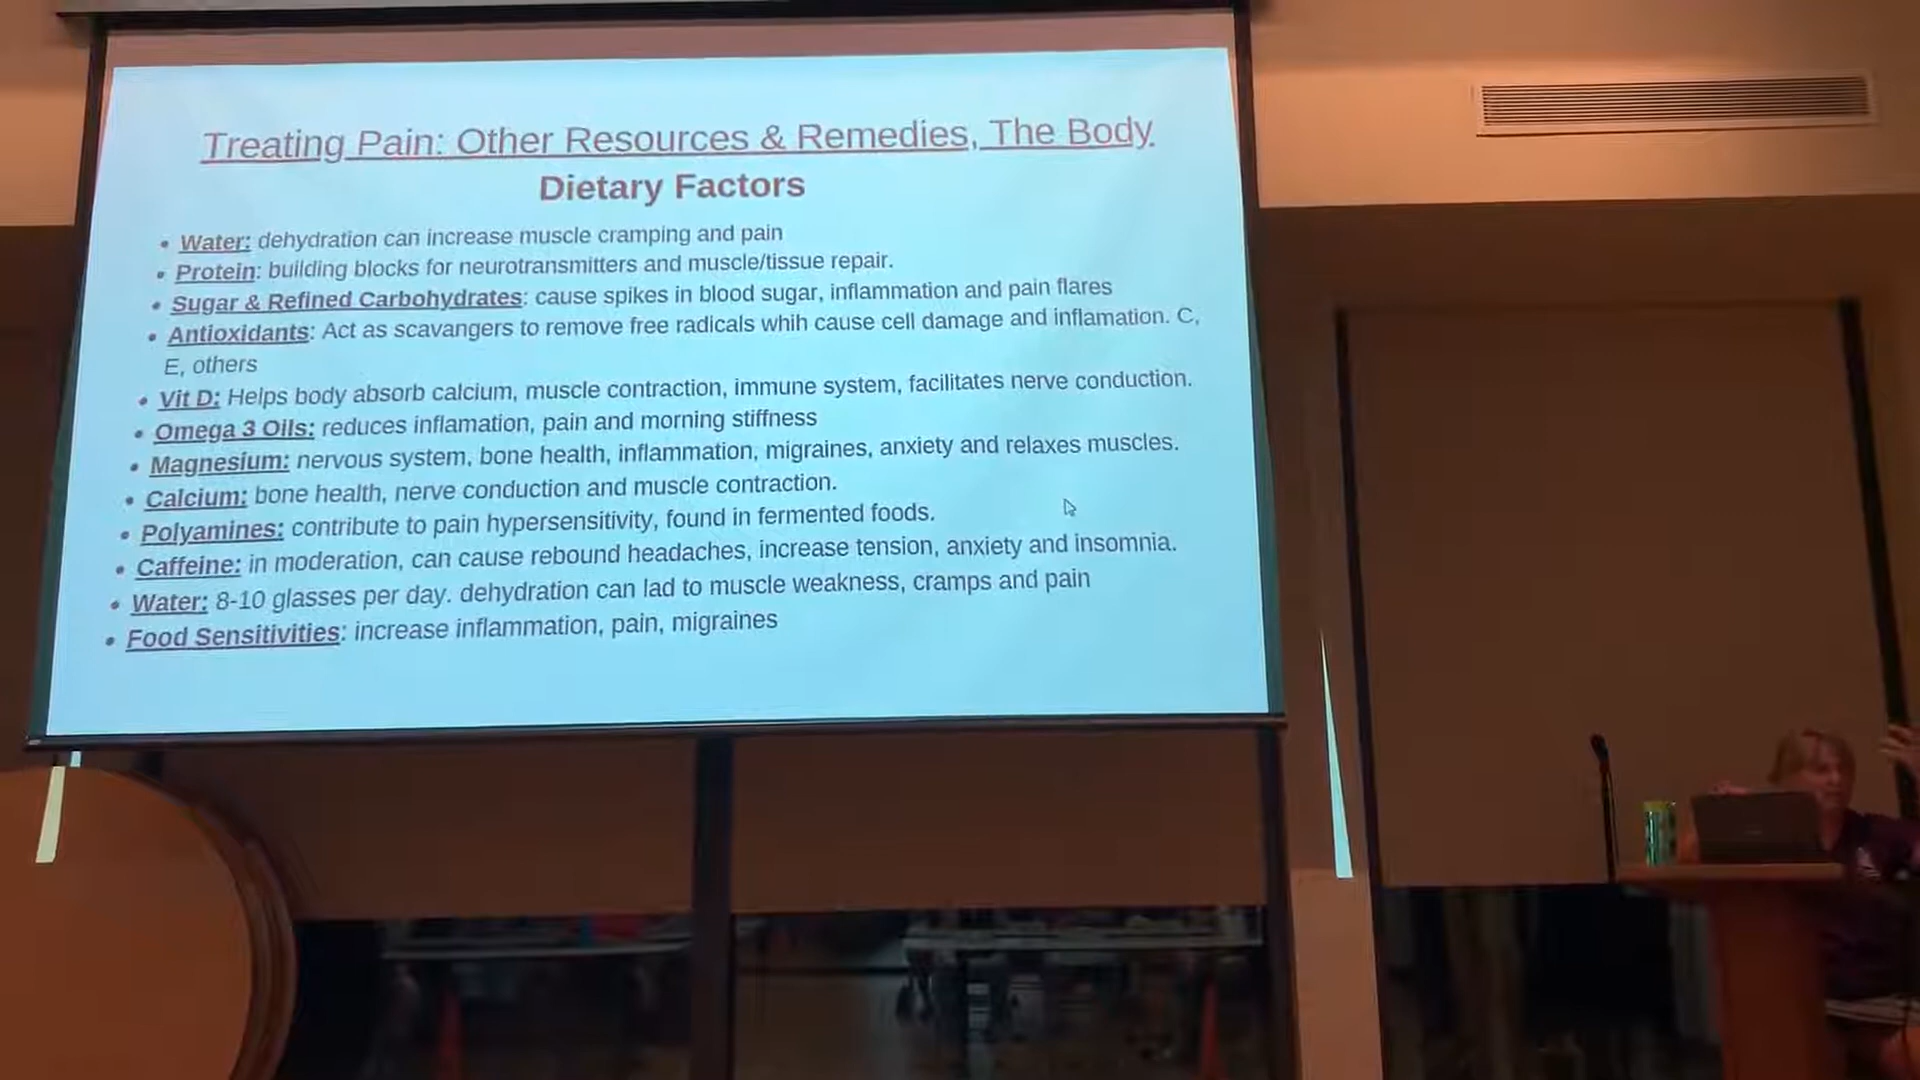 Treating Pain: Other Resources & Remedies, The Body
Dietary Factors
• Water: dehydration can increase muscle cramping and pain
• Protein: building blocks for neurotransmitters and muscle/tissue repair.
• Sugar & Refined Carbohydrates: cause spikes in blood sugar, inflammation and pain flares
• Antioxidants: Act as scavangers to remove free radicals whih cause cell damage and inflamation. C,
E, others
• Vit D: Helps body absorb calcium, muscle contraction, immune system, facilitates nerve conduction.
• Omega 3 Oils: reduces inflamation, pain and morning stiffness
• Magnesium: nervous system, bone health, inflammation, migraines, anxiety and relaxes muscles.
• Calcium: bone health, nerve conduction and muscle contraction.
• Polyamines: contribute to pain hypersensitivity, found in fermented foods.
• Caffeine: in moderation, can cause rebound headaches, increase tension, anxiety and insomnia.
• Water: 8-10 glasses per day. dehydration can lad to muscle weakness, cramps and pain
• Food Sensitivities: increase inflammation, pain, migraines